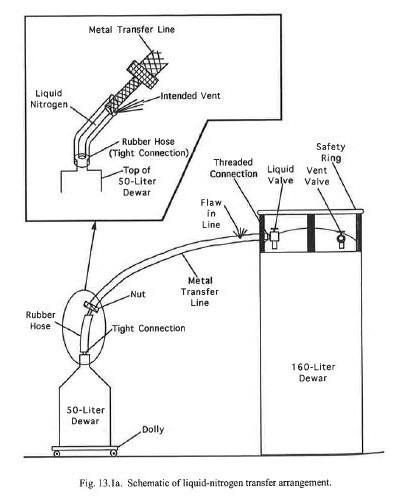 Metal Transfer
Line
Liquid
Nitrogen
Intended Vent
Rubber Hose
(Tight Connection)
Top of
50-Liter
Dewar
Safety
Ring
Threaded
Connection
Liquid
Valve
Vent
Valve
Flaw
in
Line
Metal
Transfer
Line
Nut
Rubber
Hose
Tight Connection
160-Liter
Dewar
50-Liter
Dewar
Dolly
Fig. 13.1a. Schematic of liquid-nitrogen transfer arrangement.